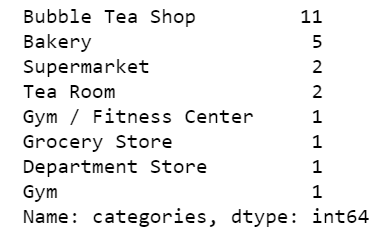 Bubble Tea Shop 11
Bakery 5
Supermarket 2
Tea Room 2
Gym / Fitness Center 1
Grocery Store 1
Department Store 1
Gym 1
Name: categories, dtype: int64